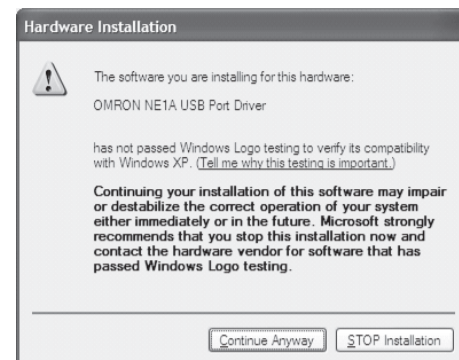 Hardware Installation
The software you are installing for this hardware:
OMRON NE1A USB Port Driver
has not passed Windows Logo testing to verify its compatibility
with Windows XP. (Tell me why this testing is important.)
Continuing your installation of this software may impair
or destabilize the correct operation of your system
either immediately or in the future. Microsoft strongly
recommends that you stop this installation now and
contact the hardware vendor for software that has
passed Windows Logo testing.
Continue Anyway
STOP Installation